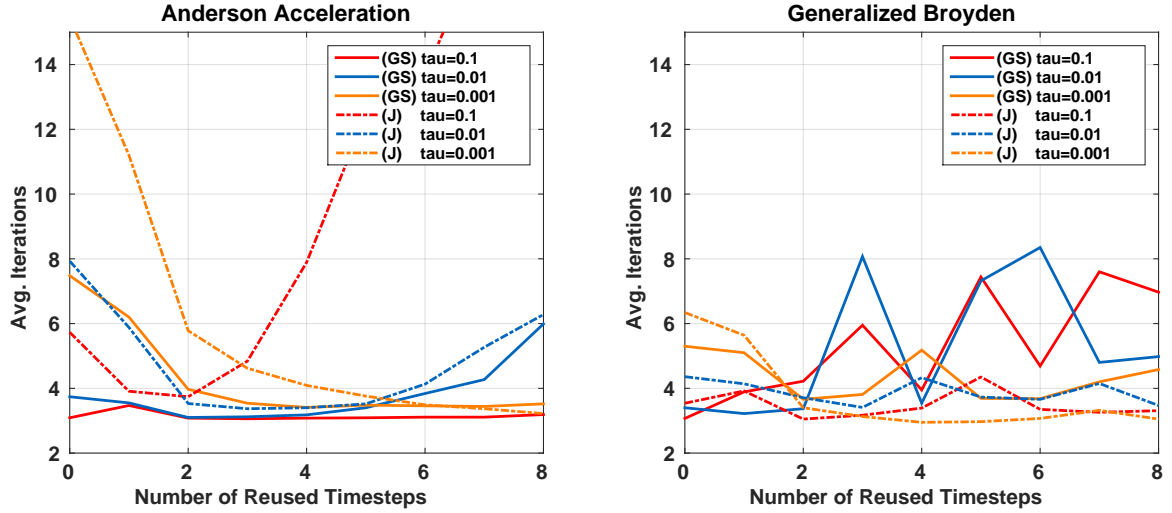 Anderson Acceleration
14
12
10
8
6
4
2
Avg. Iterations
0
2
4
6
8
Number of Reused Timesteps
(GS) tau=0.1
(GS) tau=0.01
(GS) tau=0.001
(J) tau=0.1
(J) tau=0.01
(J) tau=0.001
Generalized Broyden
14
12
10
8
6
4
2
Avg. Iterations
0
2
4
6
8
Number of Reused Timesteps
(GS) tau=0.1
(GS) tau=0.01
(GS) tau=0.001
(J) tau=0.1
(J) tau=0.01
(J) tau=0.001